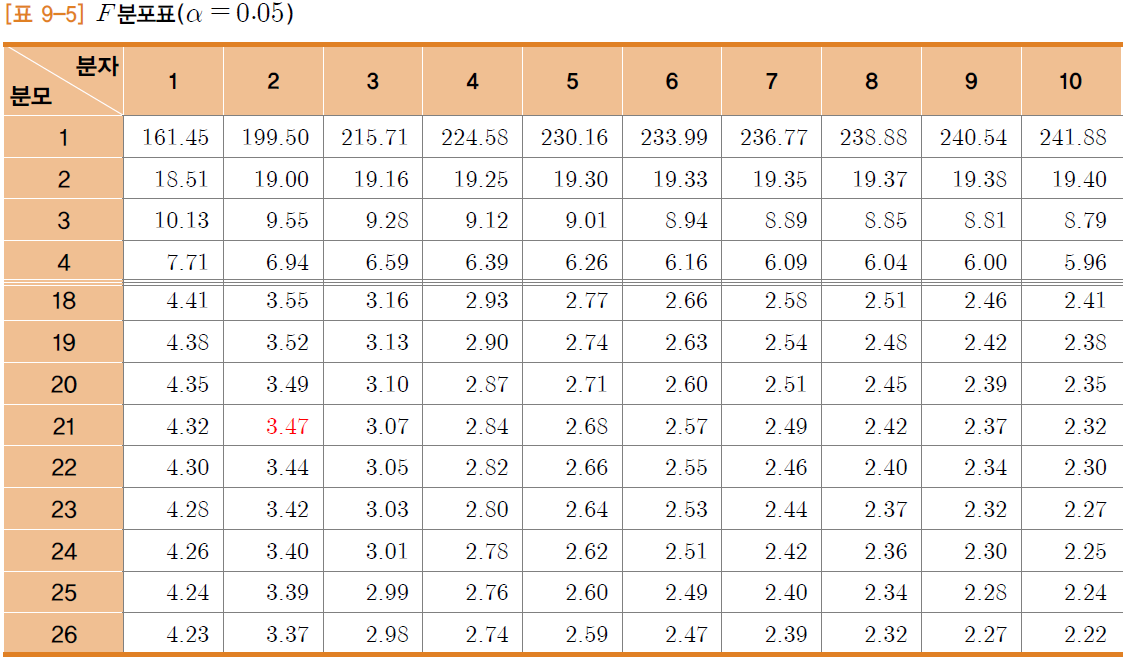 [표 9–5] F분포표(α = 0.05)
분자
분모 1 2 3 4 5 6 7 8 9 10
1 161.45 199.50 215.71 224.58 230.16 233.99 236.77 238.88 240.54 241.88
2 18.51 19.00 19.16 19.25 19.30 19.33 19.35 19.37 19.38 19.40
3 10.13 9.55 9.28 9.12 9.01 8.94 8.89 8.85 8.81 8.79
4 7.71 6.94 6.59 6.39 6.26 6.16 6.09 6.04 6.00 5.96
18 4.41 3.55 3.16 2.93 2.77 2.66 2.58 2.51 2.46 2.41
19 4.38 3.52 3.13 2.90 2.74 2.63 2.54 2.48 2.42 2.38
20 4.35 3.49 3.10 2.87 2.71 2.60 2.51 2.45 2.39 2.35
21 4.32 3.47 3.07 2.84 2.68 2.57 2.49 2.42 2.37 2.32
22 4.30 3.44 3.05 2.82 2.66 2.55 2.46 2.40 2.34 2.30
23 4.28 3.42 3.03 2.80 2.64 2.53 2.44 2.37 2.32 2.27
24 4.26 3.40 3.01 2.78 2.62 2.51 2.42 2.36 2.30 2.25
25 4.24 3.39 2.99 2.76 2.60 2.49 2.40 2.34 2.28 2.24
26 4.23 3.37 2.98 2.74 2.59 2.47 2.39 2.32 2.27 2.22